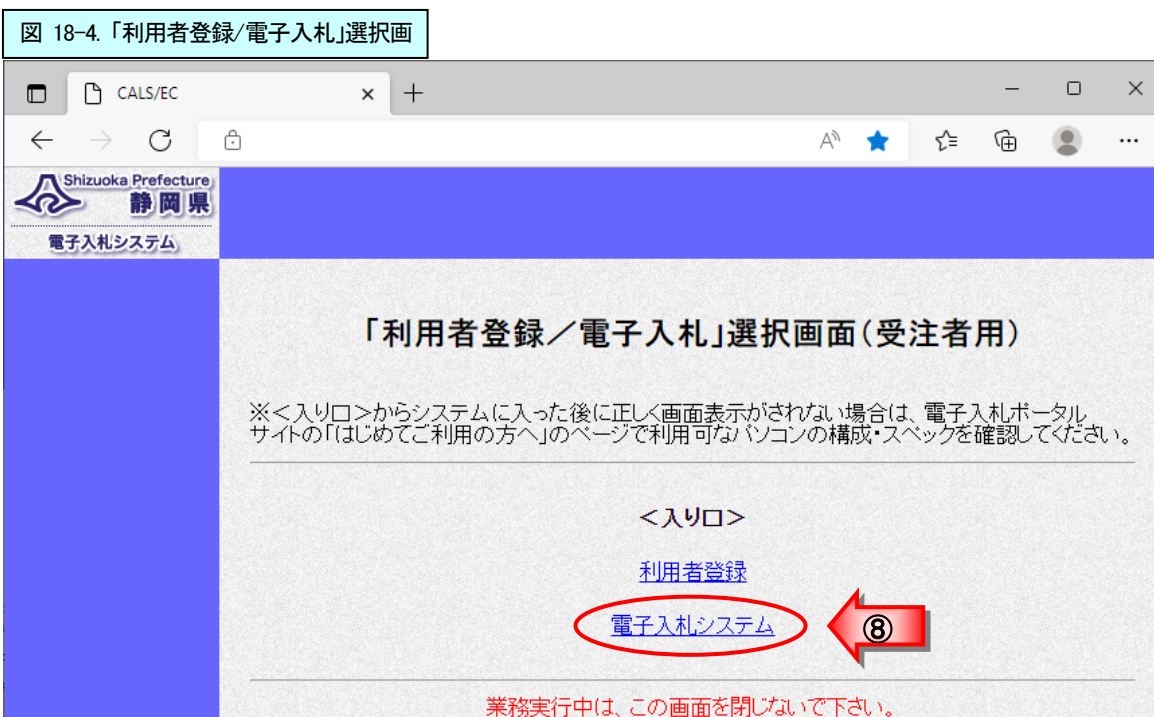 図 18-4.「利用者登録/電子入札」選択画
CALS/EC
Shizuoka Prefecture
静岡県
電子入札システム
「利用者登録／電子入札」選択画面(受注者用)
※＜入り口＞からシステムに入った後に正しく画面表示がされない場合は、電子入札ポータル
サイトの「はじめてご利用の方へ」のページで利用可なパソコンの構成・スペックを確認してください。
＜入り口＞
利用者登録
電子入札システム
⑧
業務実行中は、この画面を閉じないで下さい。